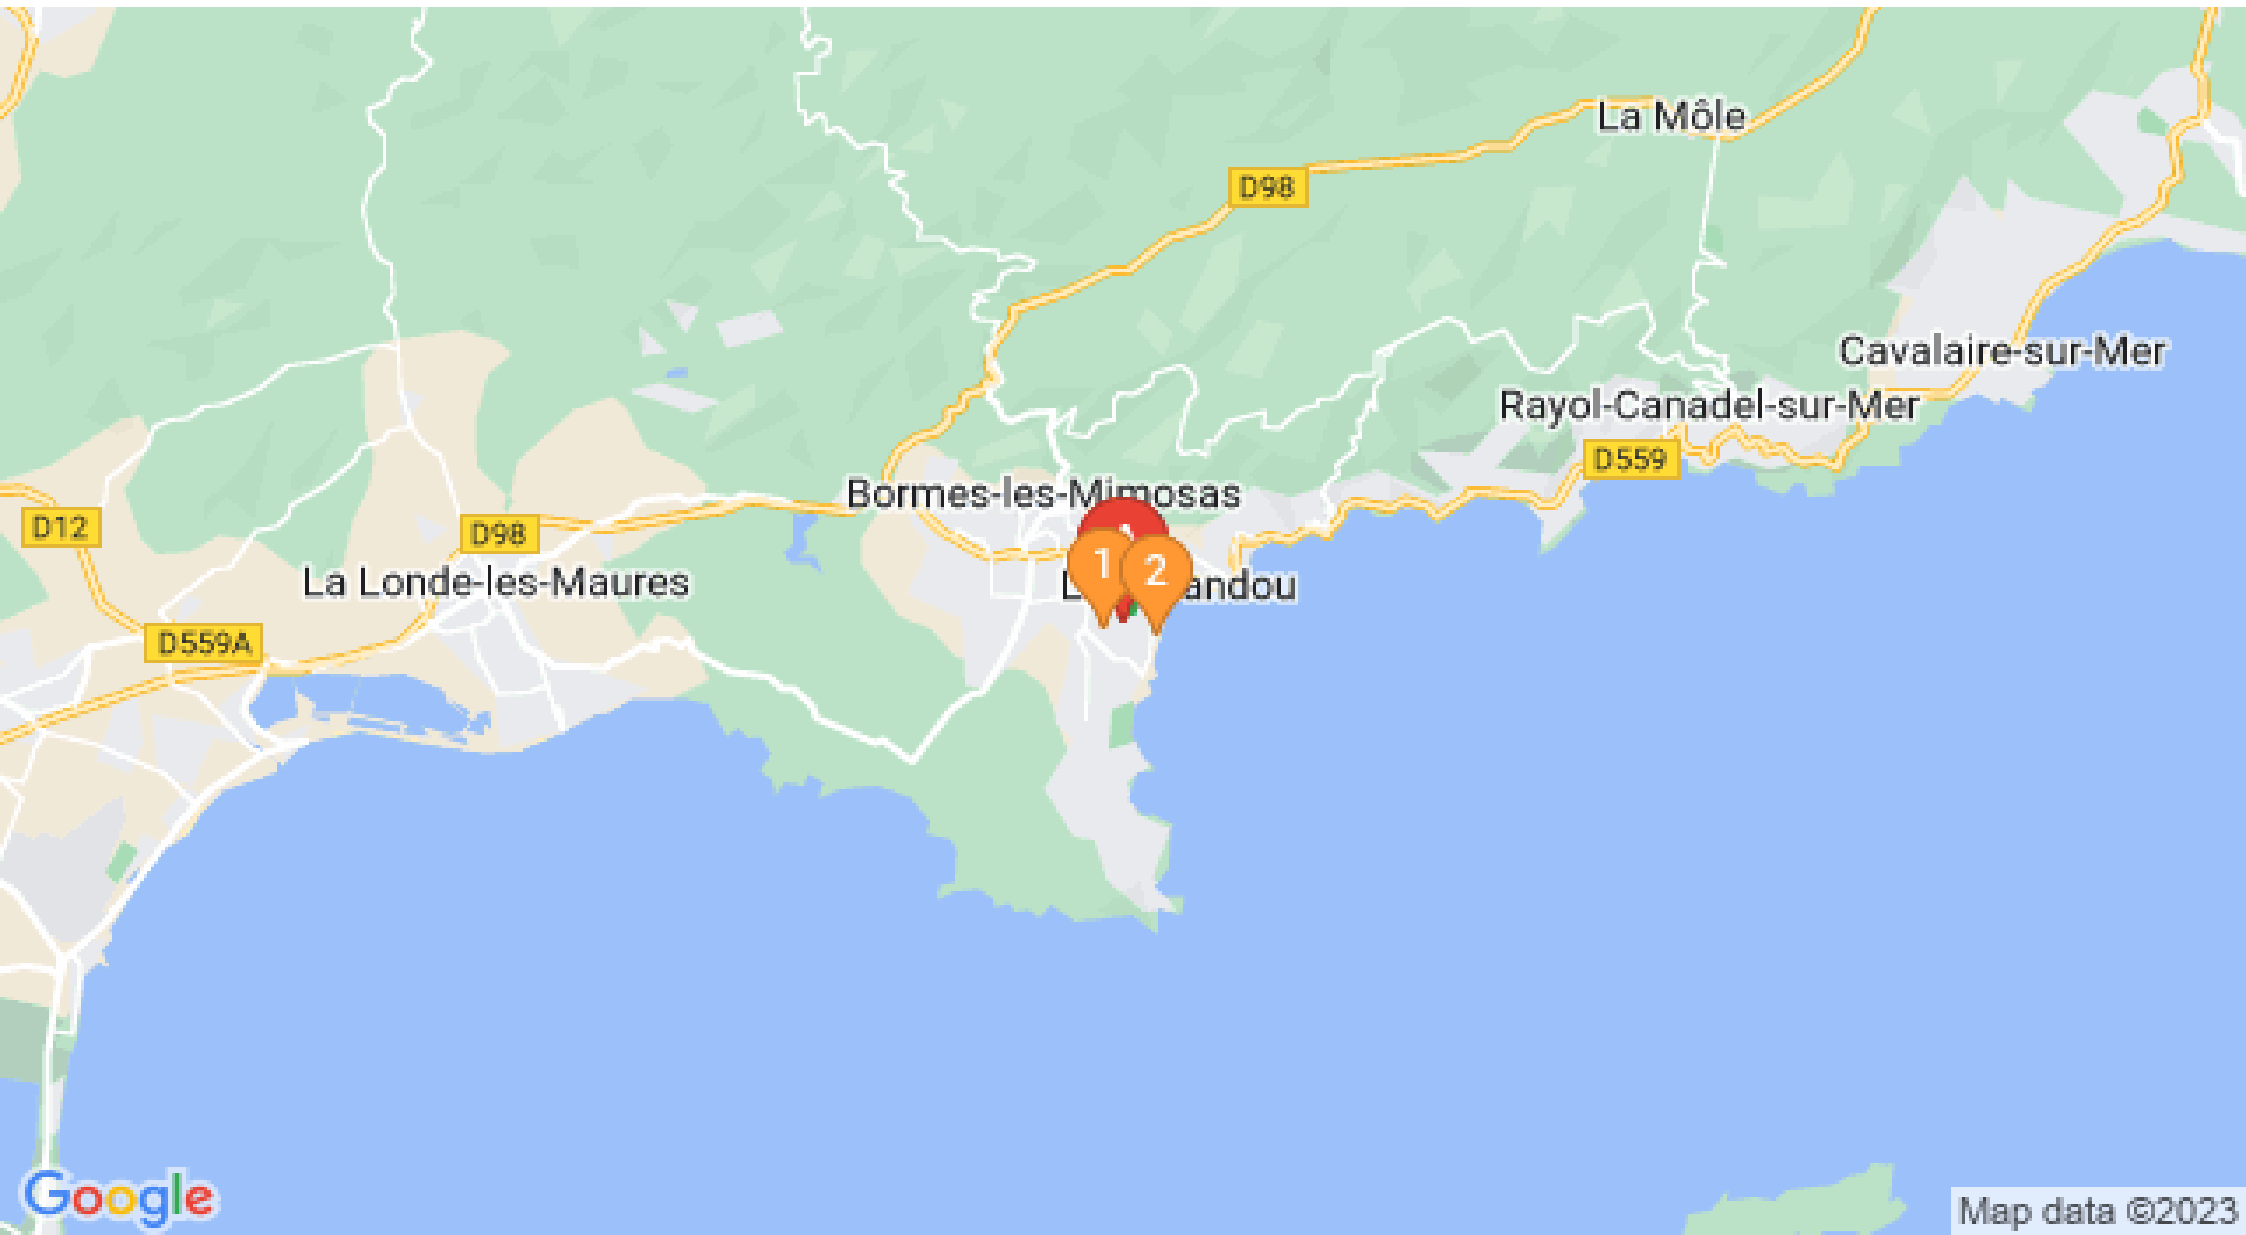 La Môle
D98
Cavalaire-sur-Mer
Rayol-Canadel-sur-Mer
D559
Bormes-les-Mimosas
D12
D98
1
2
La Londe-les-Maures
andou
D559A
Google
Map data ©2023